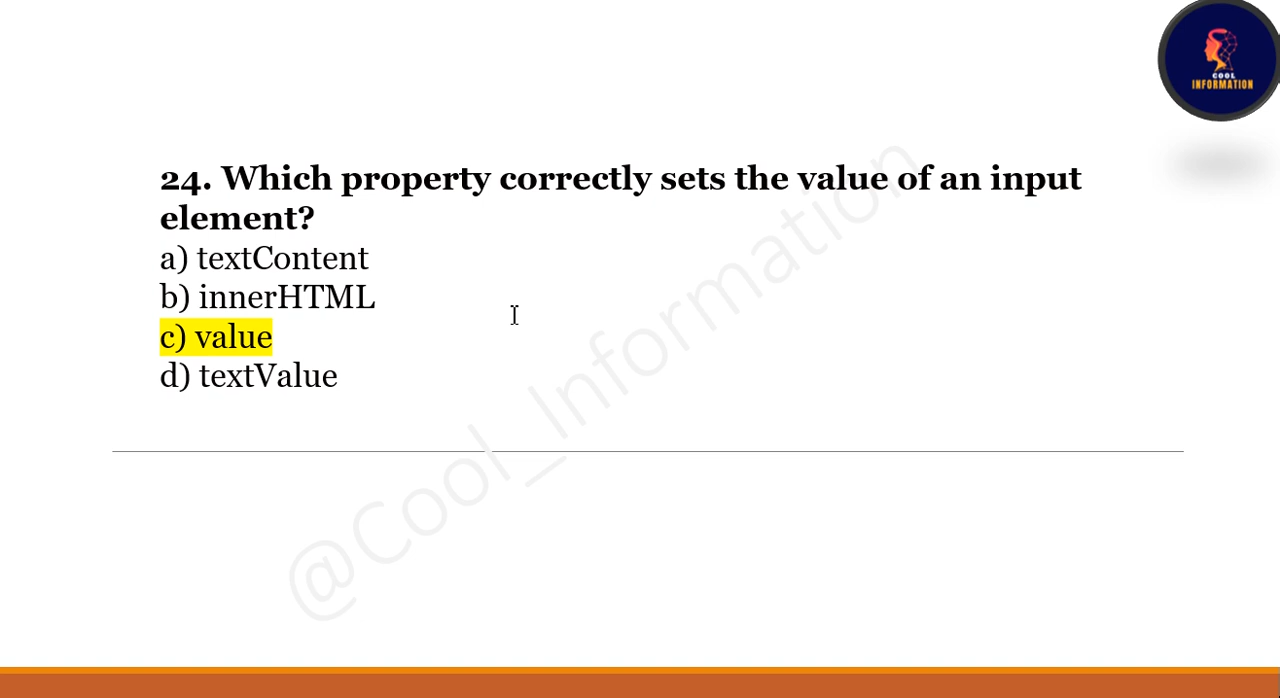 COOL
INFORMATION
24. Which property correctly sets the value of an input
element?
a) textContent
b) innerHTML
c) value
d) textValue
@Cool_Information